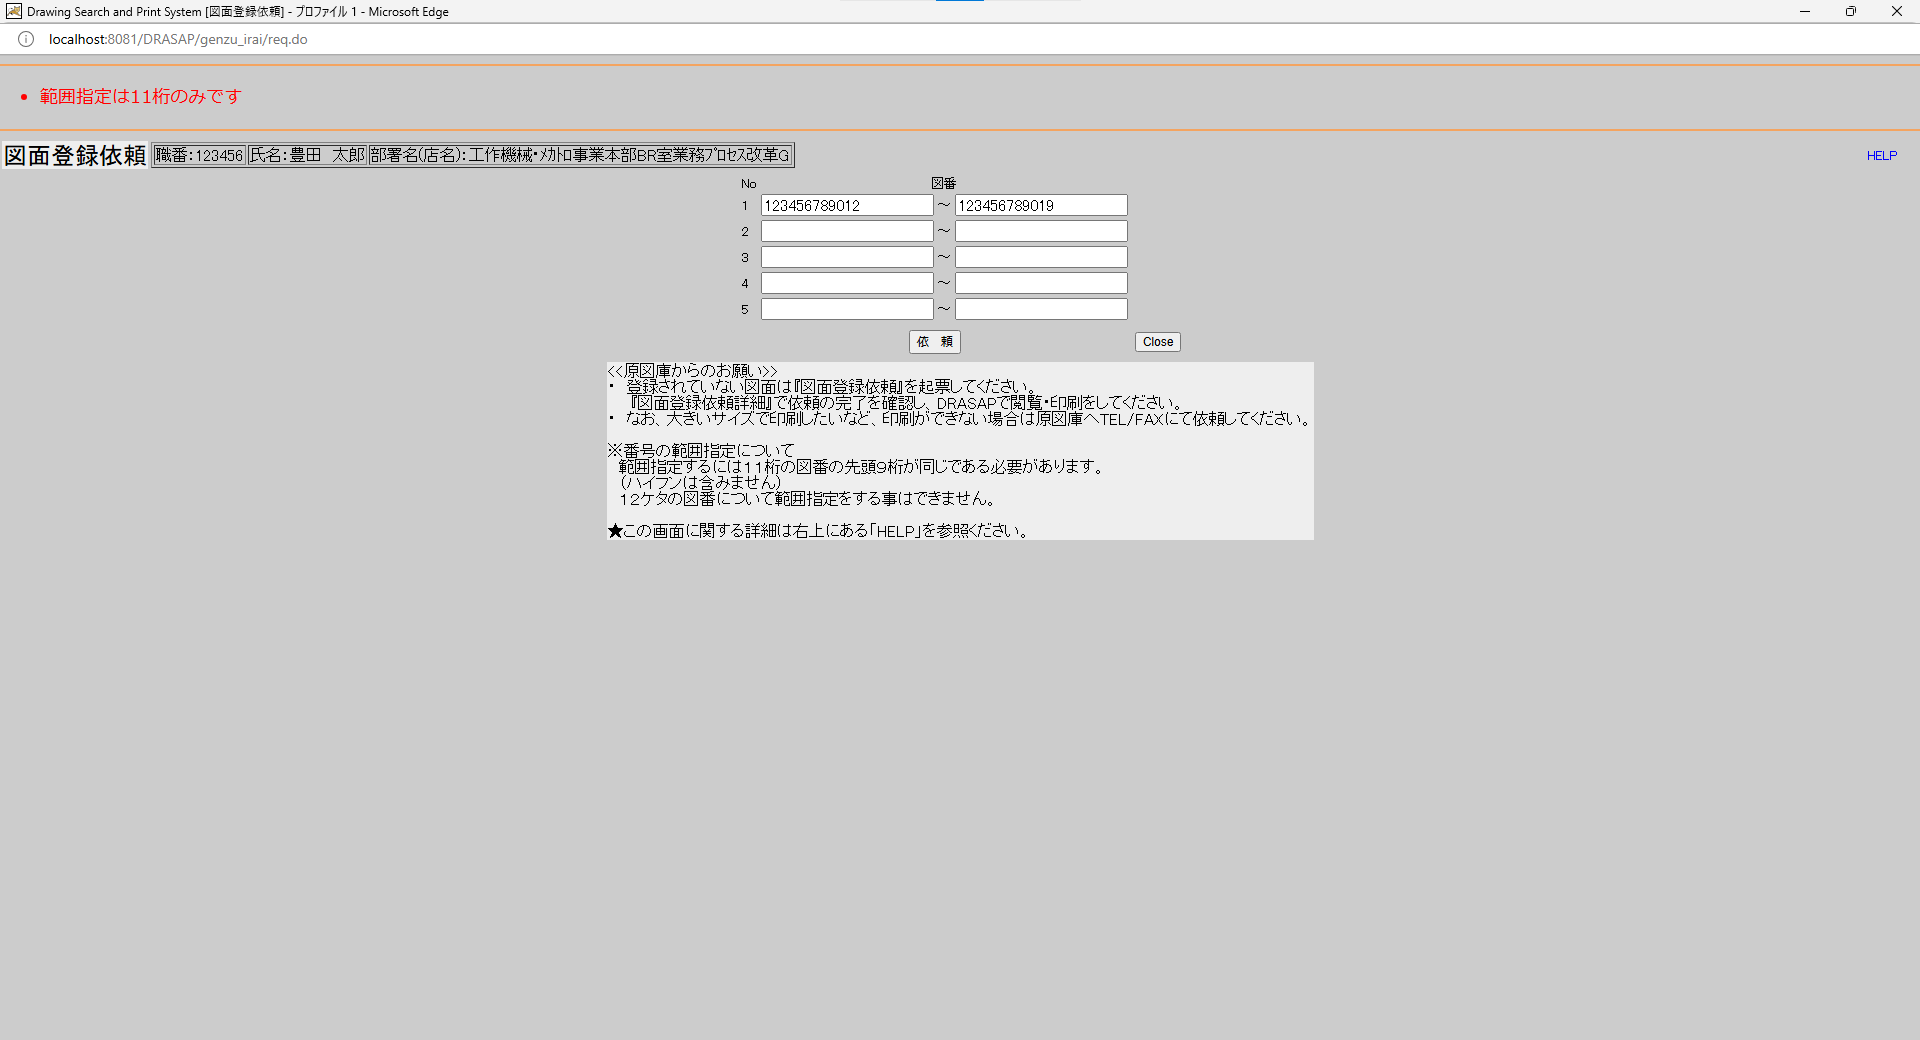 Drawing Search and Print System [図面登録依頼] - プロファイル 1 - Microsoft Edge
localhost:8081/DRASAP/genzu_irai/req.do
• 範囲指定は11桁のみです
図面登録依頼 職番：123456 氏名：豊田　太郎 部署名(店名)：工作機械・ﾒｶﾄﾛ事業本部BR室業務ﾌﾟﾛｾｽ改革G HELP
No 図番
1 123456789012 ～ 123456789019
2 ～
3 ～
4 ～
5 ～
依　頼 Close
<<原図庫からのお願い>>
・ 登録されていない図面は『図面登録依頼』を起票してください。
『図面登録依頼詳細』で依頼の完了を確認し、DRASAPで閲覧・印刷をしてください。
・ なお、大きいサイズで印刷したいなど、印刷ができない場合は原図庫へTEL/FAXにて依頼してください。
※番号の範囲指定について
範囲指定するには１１桁の図番の先頭９桁が同じである必要があります。
（ハイフンは含みません）
１２ケタの図番について範囲指定をする事はできません。
★この画面に関する詳細は右上にある「HELP」を参照ください。